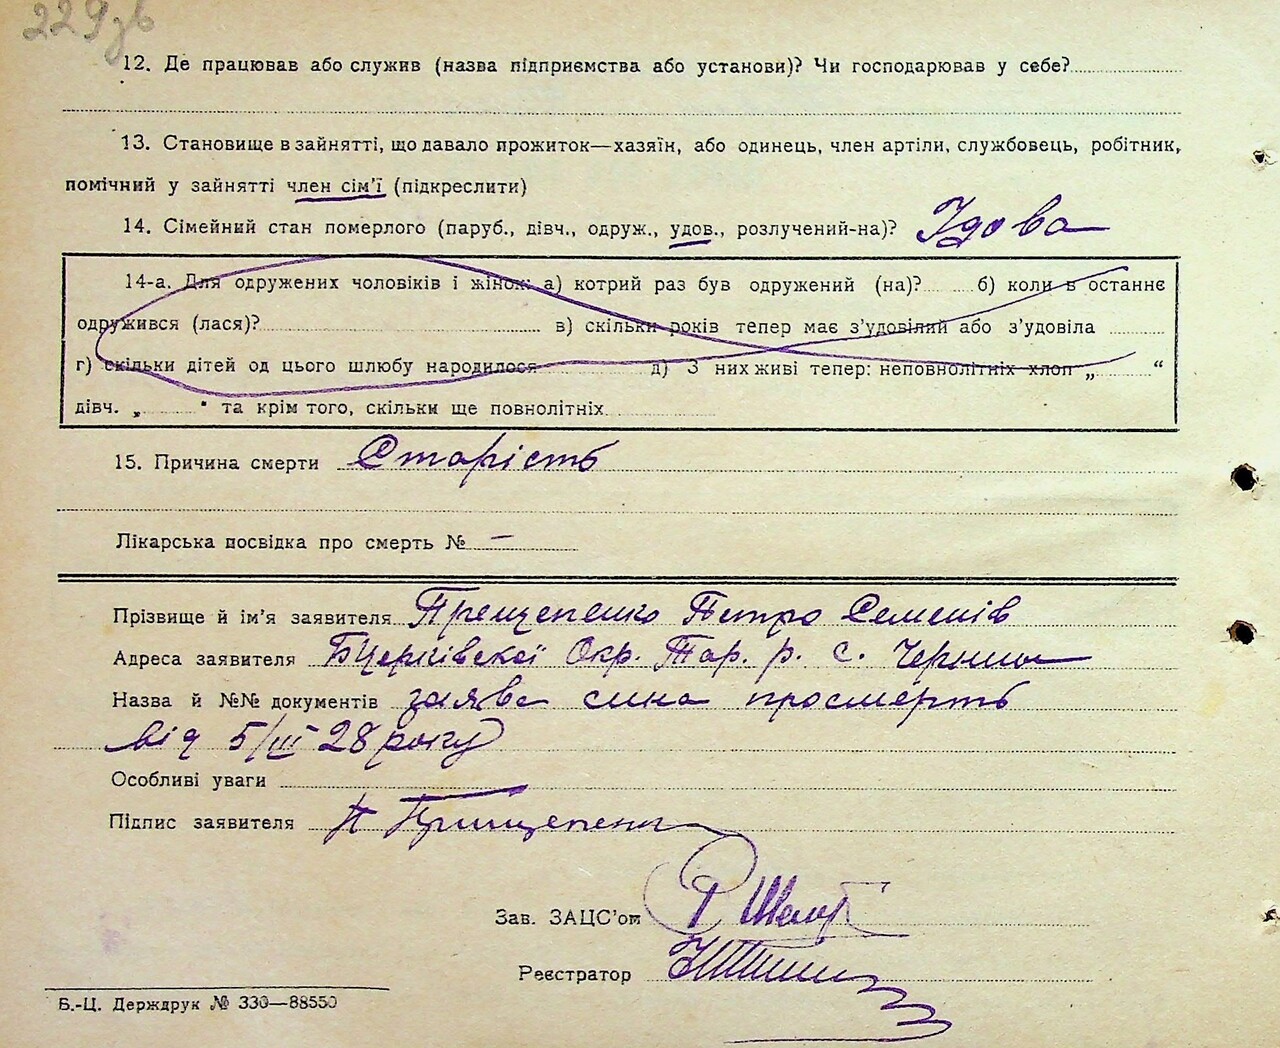 229зв
12. Де працював або служив (назва підприємства або установи)? Чи господарював у себе?
13. Становище в зайнятті, що давало прожиток—хазяїн, або одинець, член артіли, службовець, робітник,
помічний у зайнятті член сім'ї (підкреслити)
14. Сімейний стан померлого (паруб., дівч., одруж., удов., розлучений-на)? Удова
14-а. Для одружених чоловіків і жінок: а) котрий раз був одружений (на)? б) коли в останнє
одружився (лася)? в) скільки років тепер має з'удовілий або з'удовіла
г) скільки дітей од цього шлюбу народилося д) З них живі тепер: неповнолітніх хлоп „ “
дівч. „ “ та крім того, скільки ще повнолітніх
15. Причина смерти Старість
Лікарська посвідка про смерть № —
Прізвище й ім'я заявителя Прещепенко Петро Семенів
Адреса заявителя БЦерківської Окр. Тар. р. с. Черниш
Назва й №№ документів заява сина просмерть
від 5/III 28 року
Особливі уваги
Підпис заявителя П Прищепенко
Зав. ЗАЦС'ом
Реєстратор
Б.-Ц. Держдрук № 330—88550